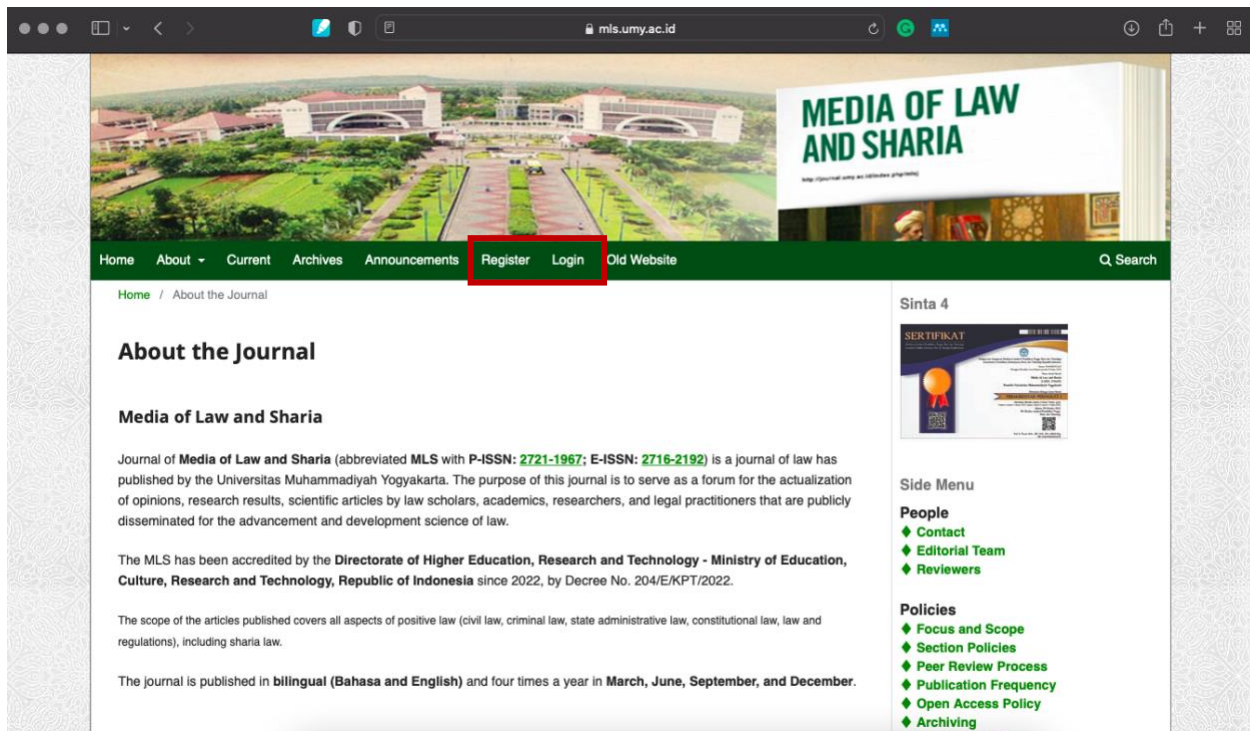 mls.umy.ac.id
MEDIA OF LAW
AND SHARIA
Home About Current Archives Announcements Register Login Old Website Search
Home / About the Journal
About the Journal
Media of Law and Sharia
Journal of Media of Law and Sharia (abbreviated MLS with P-ISSN: 2721-1967; E-ISSN: 2716-2192) is a journal of law has
published by the Universitas Muhammadiyah Yogyakarta. The purpose of this journal is to serve as a forum for the actualization
of opinions, research results, scientific articles by law scholars, academics, researchers, and legal practitioners that are publicly
disseminated for the advancement and development science of law.
The MLS has been accredited by the Directorate of Higher Education, Research and Technology - Ministry of Education,
Culture, Research and Technology, Republic of Indonesia since 2022, by Decree No. 204/E/KPT/2022.
The scope of the articles published covers all aspects of positive law (civil law, criminal law, state administrative law, constitutional law, law and
regulations), including sharia law.
The journal is published in bilingual (Bahasa and English) and four times a year in March, June, September, and December.
Sinta 4
SERTIFIKAT
Side Menu
People
Contact
Editorial Team
Reviewers
Policies
Focus and Scope
Section Policies
Peer Review Process
Publication Frequency
Open Access Policy
Archiving